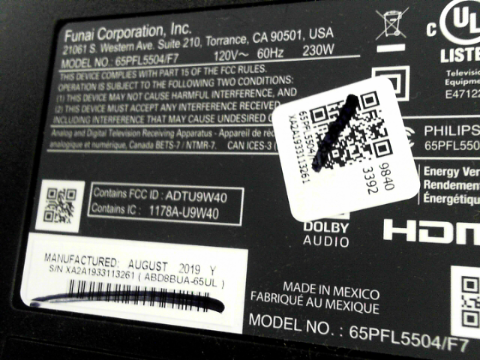 Funai Corporation, Inc.
21061 S. Western Ave. Suite 210, Torrance, CA 90501, USA
MODEL NO.: 65PFL5504/F7 120V~ 60Hz 230W
THIS DEVICE COMPLIES WITH PART 15 OF THE FCC RULES.
OPERATION IS SUBJECT TO THE FOLLOWING TWO CONDITIONS:
(1) THIS DEVICE MAY NOT CAUSE HARMFUL INTERFERENCE, AND
(2) THIS DEVICE MUST ACCEPT ANY INTERFERENCE
INCLUDING INTERFERENCE THAT MAY CAUSE UNDESIRED
Analog and Digital Television Receiving Apparatus - Appareil de
analogique et numérique, Canada BETS-7 / NTMR-7. CAN ICES-3
c UL
LISTE
Television
Equipme
E47122
PHILIPS
65PFL550
Energy Ver
Rendement
Énergétique
XA2A1933113261
9840
3392
Contains FCC ID : ADTU9W40
Contains IC : 1178A-U9W40
DOLBY
AUDIO
HDM
MANUFACTURED: AUGUST 2019 Y
S/N XA2A1933113261 ( ABD8BUA-65UL )
MADE IN MEXICO
FABRIQUÉ AU MEXIQUE
MODEL NO. : 65PFL5504/F7